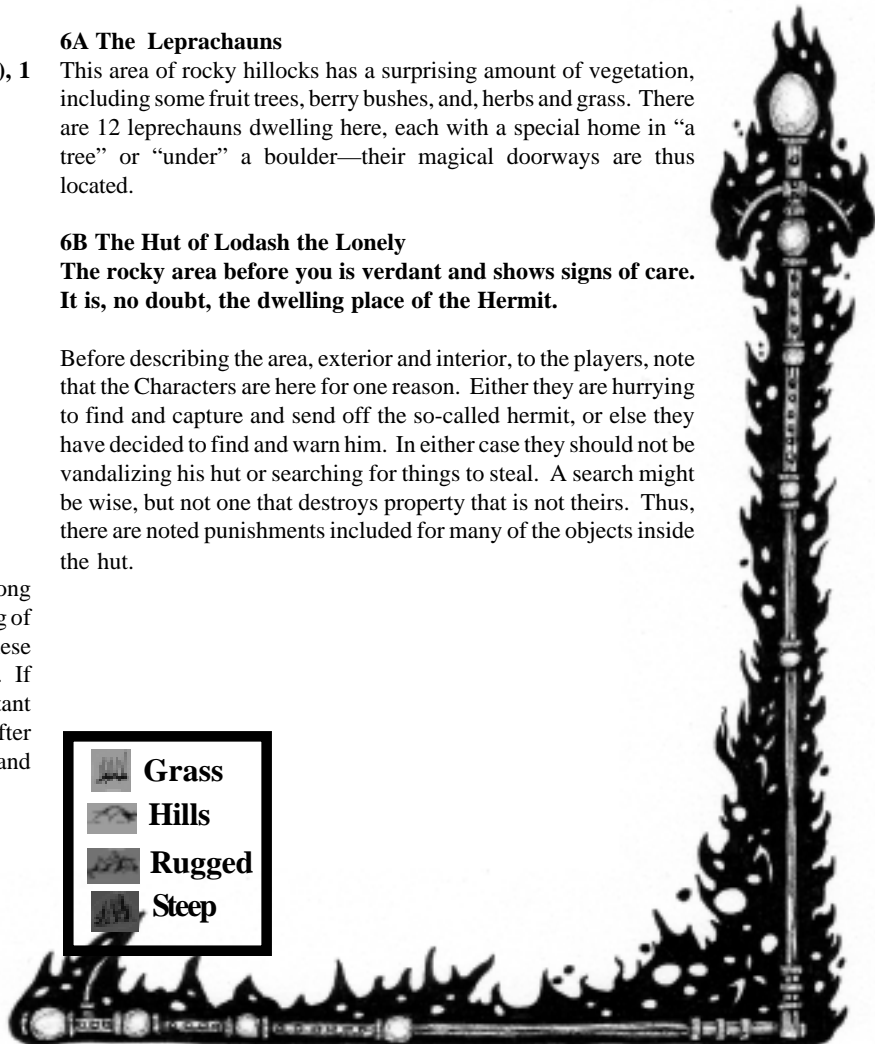 ), 1
ong
g of
ese
. If
tant
fter
and
6A The Leprachauns
This area of rocky hillocks has a surprising amount of vegetation,
including some fruit trees, berry bushes, and, herbs and grass. There
are 12 leprechauns dwelling here, each with a special home in “a
tree” or “under” a boulder—their magical doorways are thus
located.
6B The Hut of Lodash the Lonely
The rocky area before you is verdant and shows signs of care.
It is, no doubt, the dwelling place of the Hermit.
Before describing the area, exterior and interior, to the players, note
that the Characters are here for one reason. Either they are hurrying
to find and capture and send off the so-called hermit, or else they
have decided to find and warn him. In either case they should not be
vandalizing his hut or searching for things to steal. A search might
be wise, but not one that destroys property that is not theirs. Thus,
there are noted punishments included for many of the objects inside
the hut.
Grass
Hills
Rugged
Steep